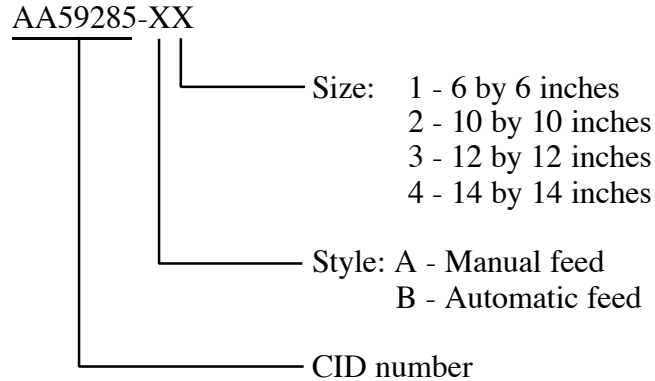 AA59285-XX
Size: 1 - 6 by 6 inches
2 - 10 by 10 inches
3 - 12 by 12 inches
4 - 14 by 14 inches
Style: A - Manual feed
B - Automatic feed
CID number